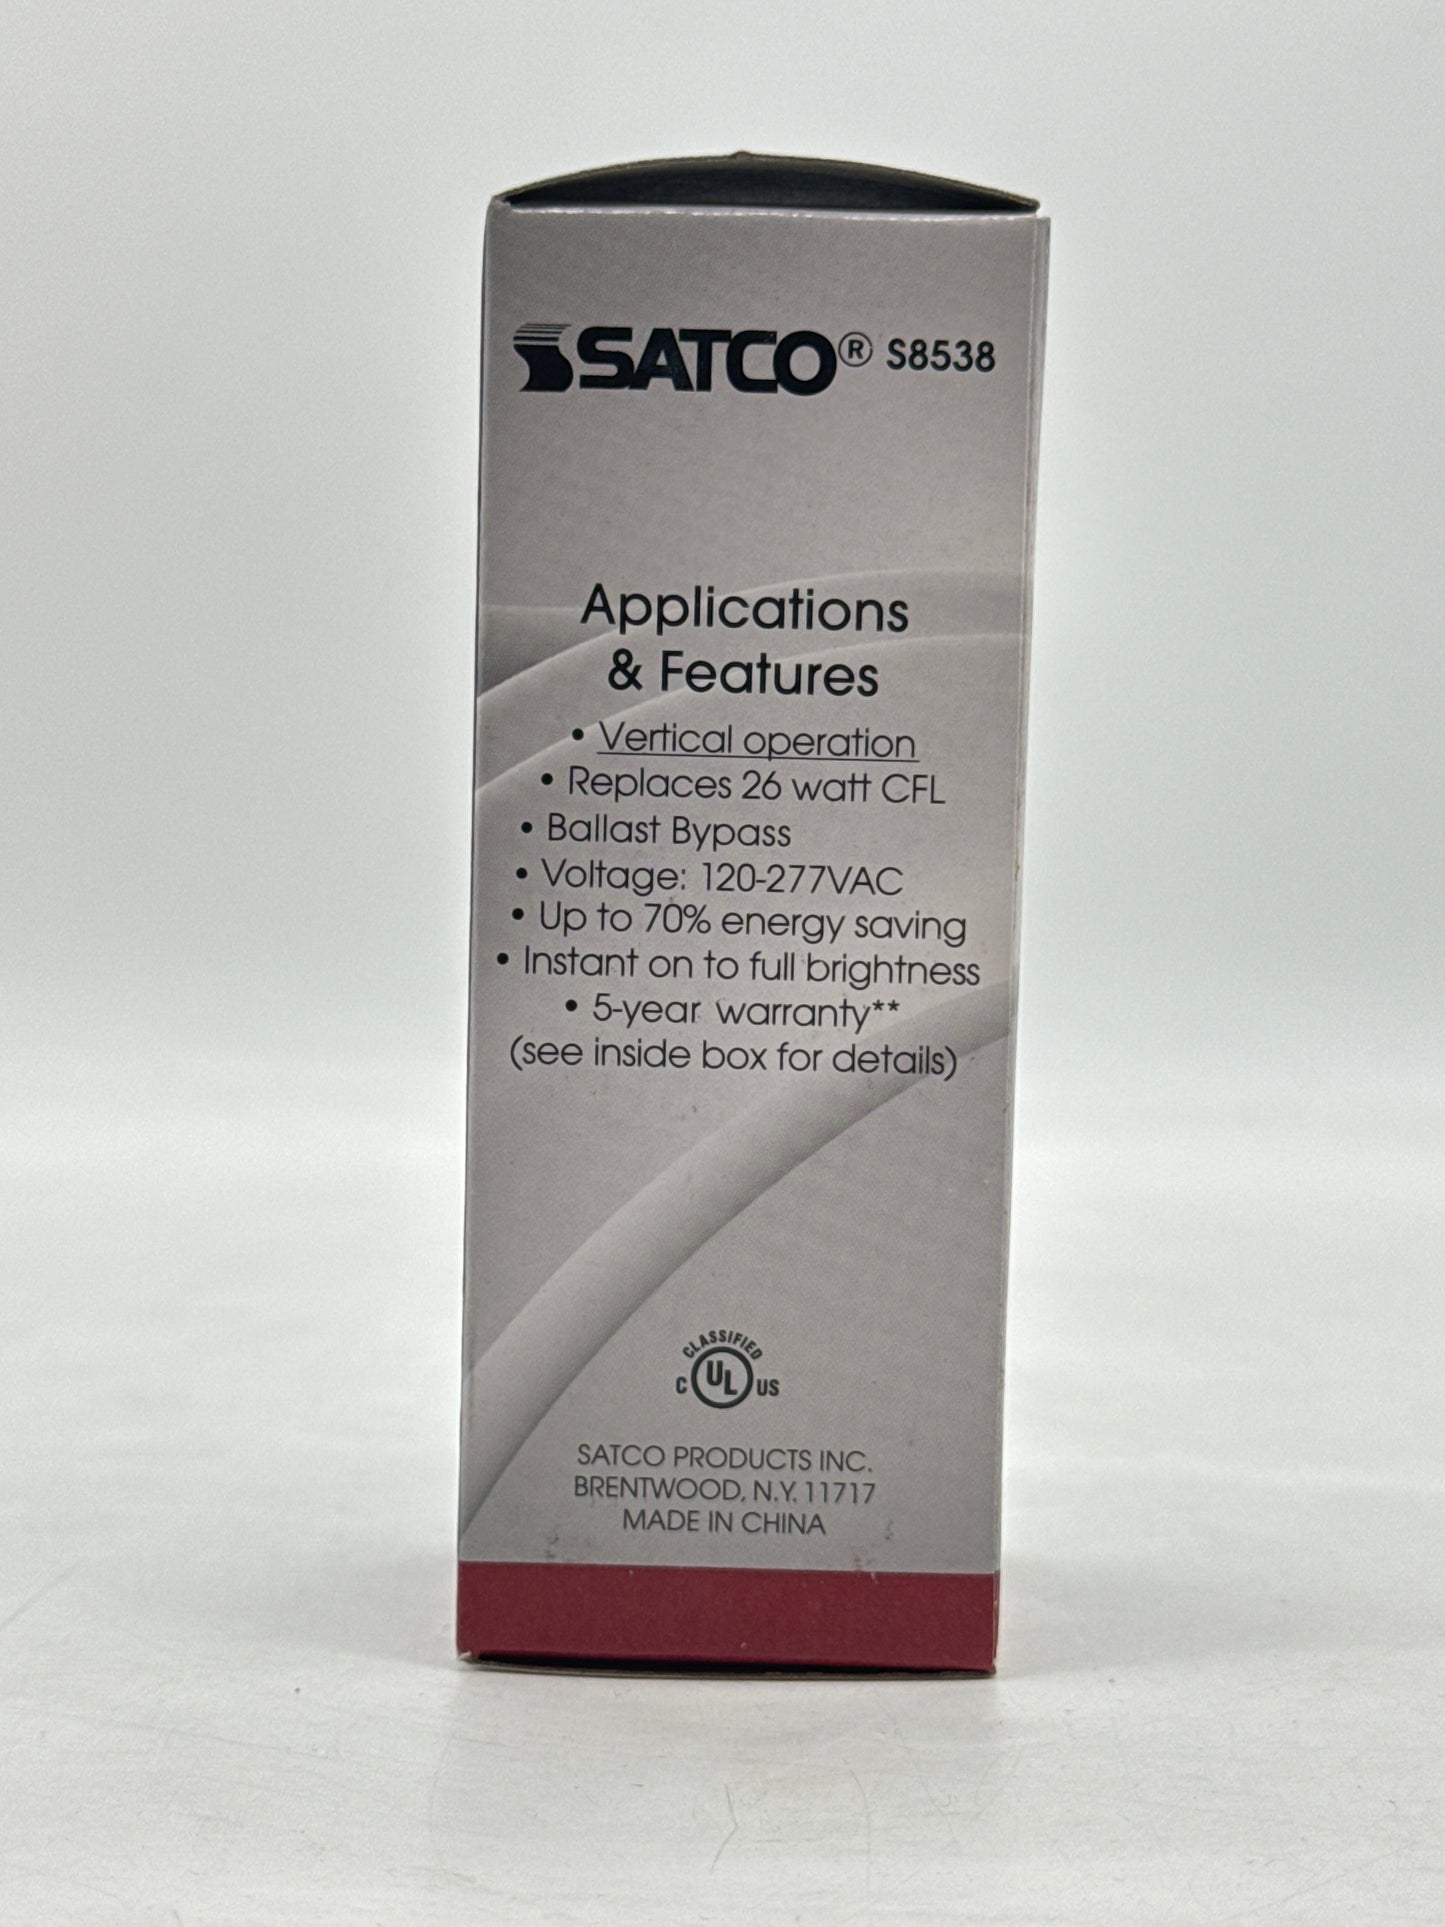 SATCO® S8538
Applications
& Features
• Vertical operation
• Replaces 26 watt CFL
• Ballast Bypass
• Voltage: 120-277VAC
• Up to 70% energy saving
• Instant on to full brightness
• 5-year warranty**
(see inside box for details)
CLASSIFIED
C UL US
SATCO PRODUCTS INC.
BRENTWOOD, N.Y. 11717
MADE IN CHINA